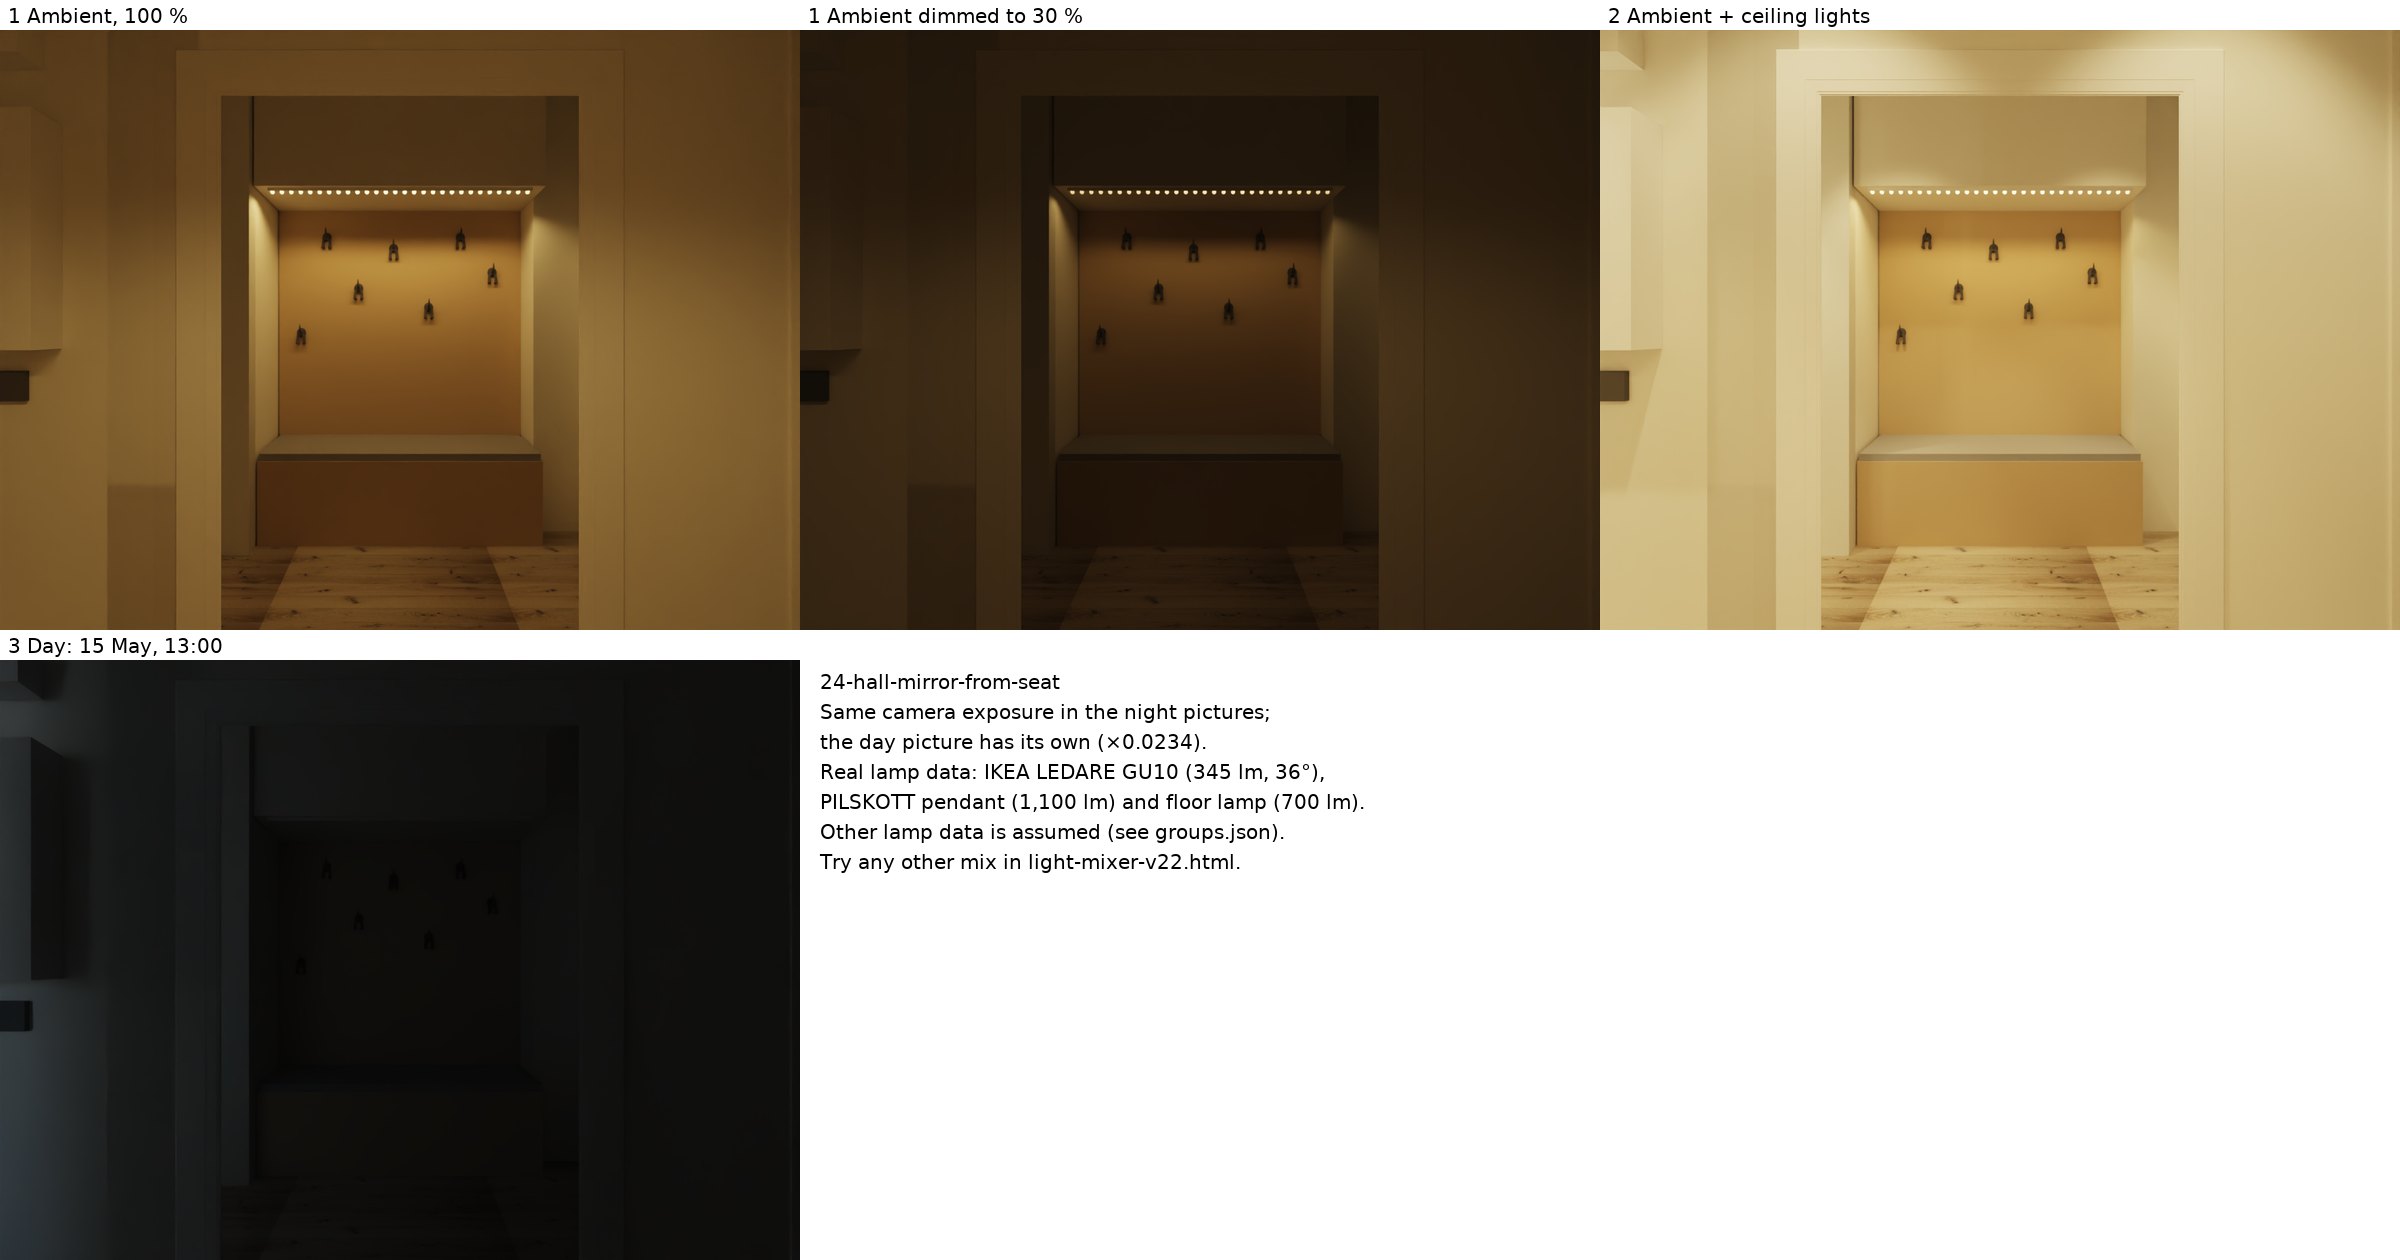 1 Ambient, 100 %
1 Ambient dimmed to 30 %
2 Ambient + ceiling lights
3 Day: 15 May, 13:00
24-hall-mirror-from-seat
Same camera exposure in the night pictures;
the day picture has its own (×0.0234).
Real lamp data: IKEA LEDARE GU10 (345 lm, 36°),
PILSKOTT pendant (1,100 lm) and floor lamp (700 lm).
Other lamp data is assumed (see groups.json).
Try any other mix in light-mixer-v22.html.